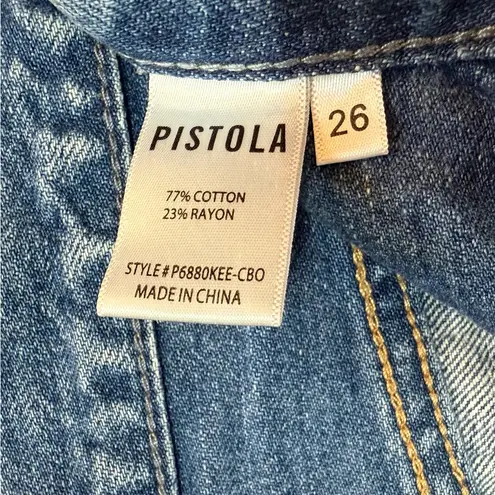 PISTOLA
26
77% COTTON
23% RAYON
STYLE # P6880KEE-CBO
MADE IN CHINA